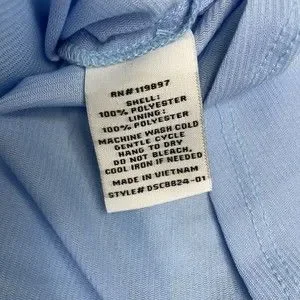 RN#119897
SHELL:
100% POLYESTER
LINING:
100% POLYESTER
MACHINE WASH COLD
GENTLE CYCLE
HANG TO DRY
DO NOT BLEACH,
COOL IRON IF NEEDED
MADE IN VIETNAM
STYLE# DSC8824-01